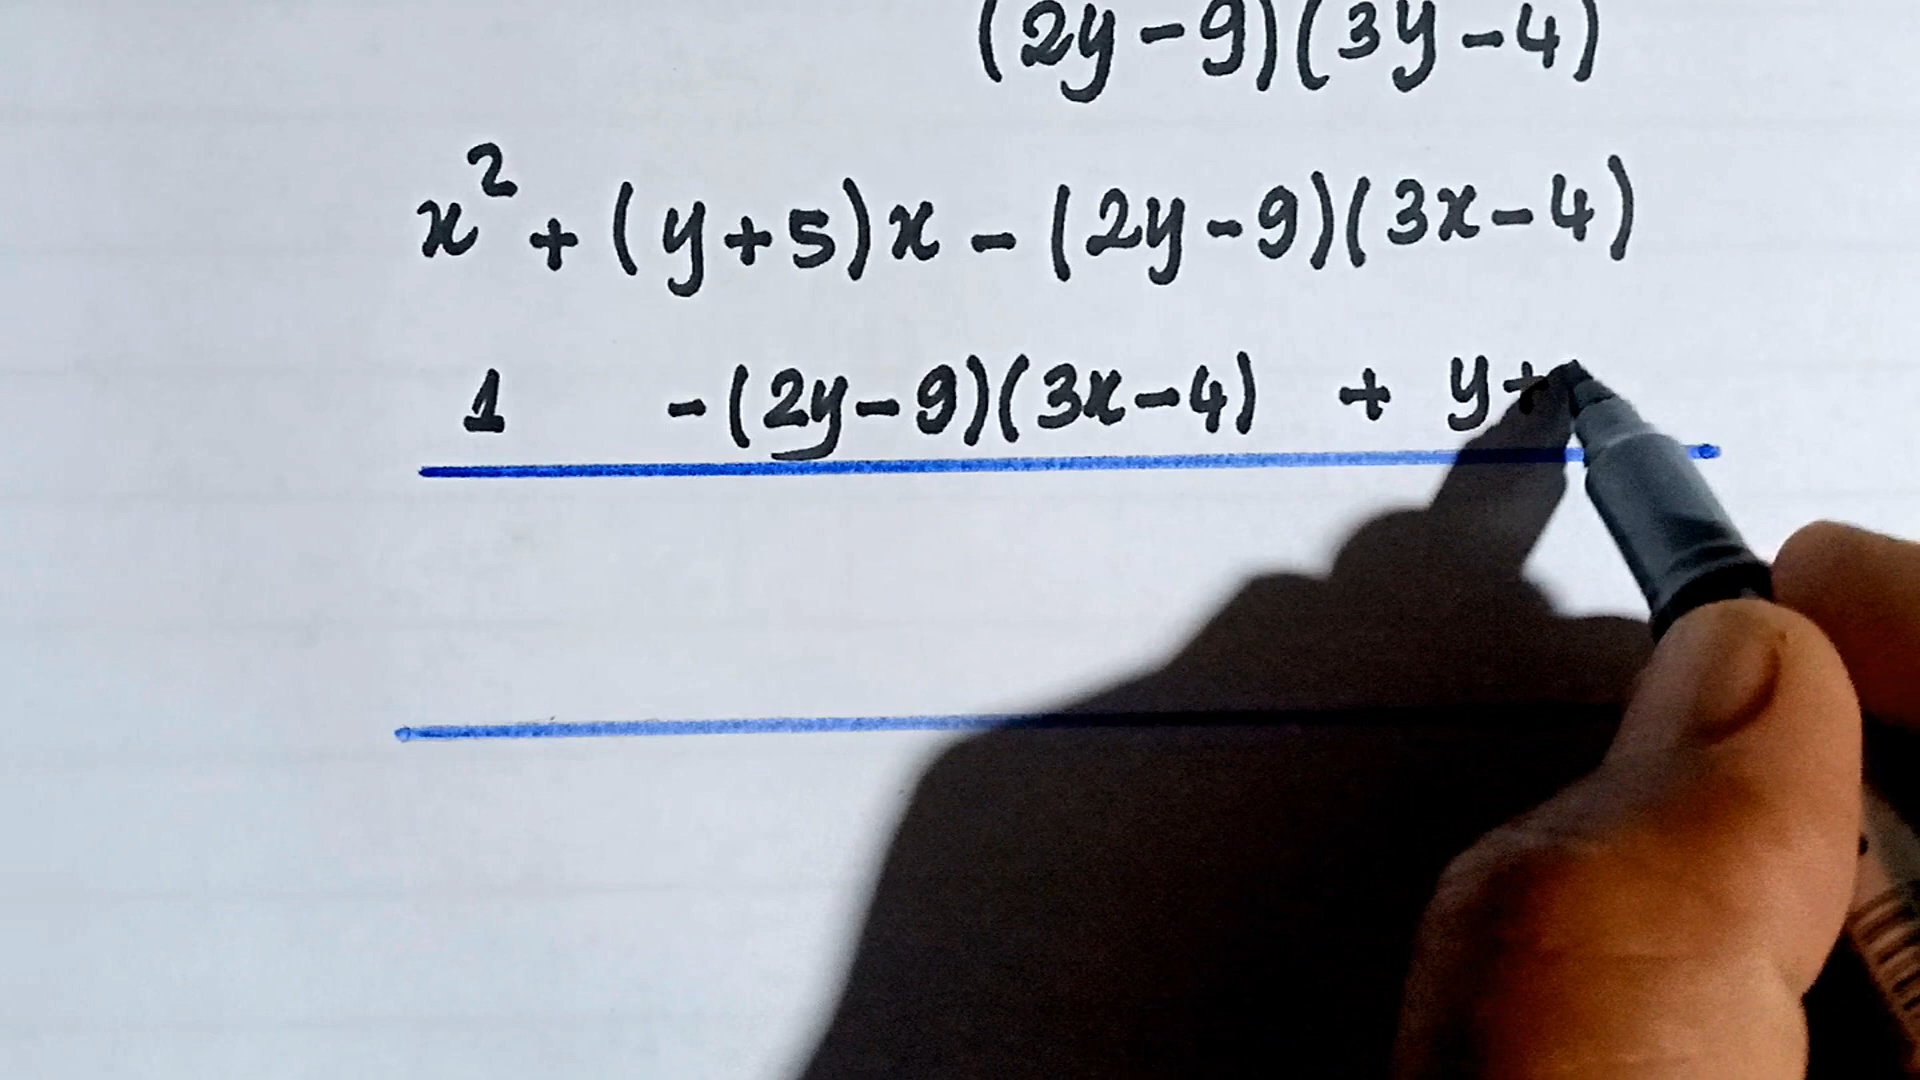 (2y-9)(3y-4)
x² + (y+5)x - (2y-9)(3x-4)
1 -(2y-9)(3x-4) + y+